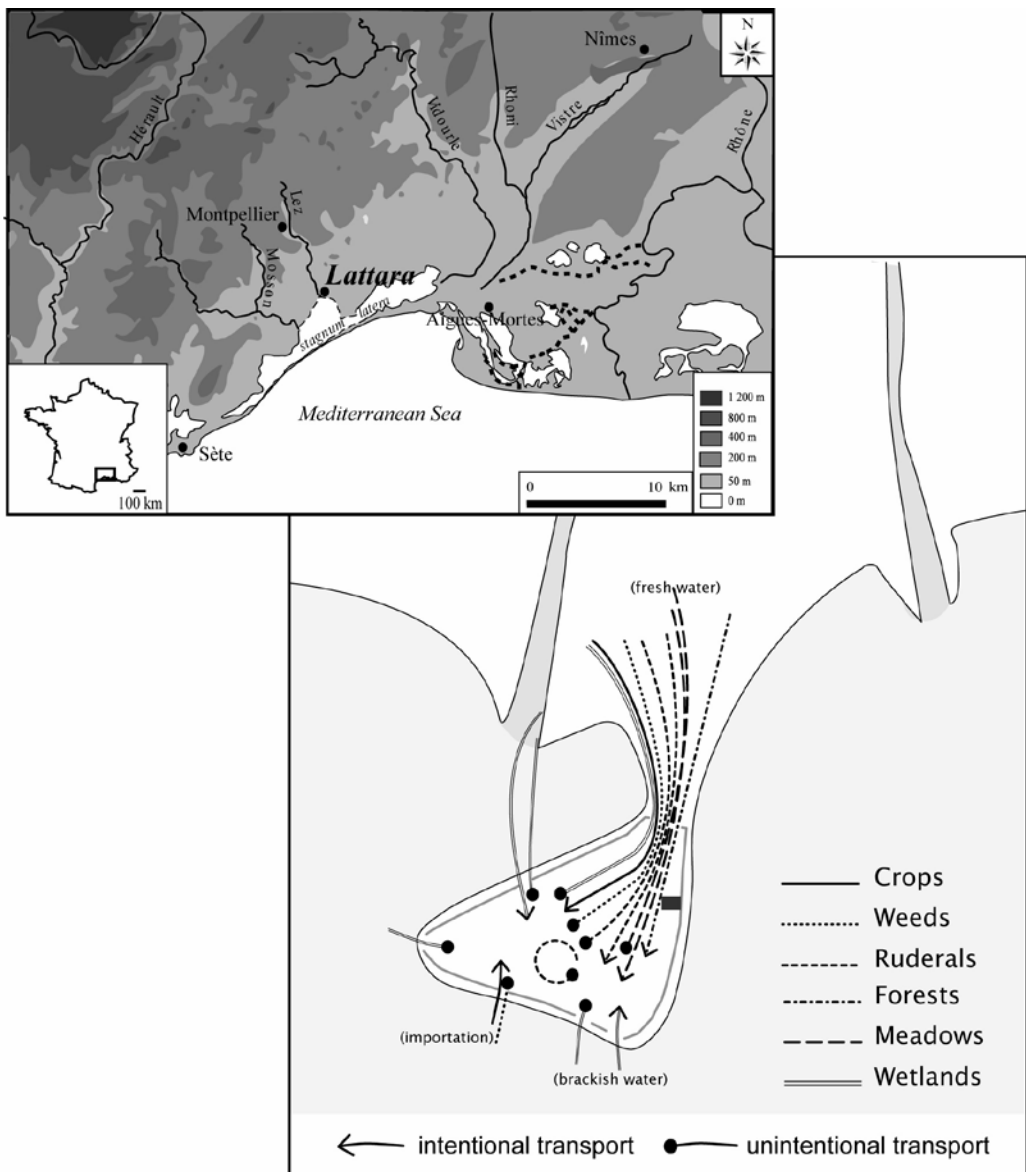 N
Nîmes
Hérault
Vidourle
Rhoni
Vistre
Rhône
Lez
Montpellier
Mosson
Lattara
stagnum latera
Aigues-Mortes
Mediterranean Sea
Sète
100 km
0 10 km
1 200 m
800 m
400 m
200 m
50 m
0 m
(fresh water)
(importation)
(brackish water)
Crops
Weeds
Ruderals
Forests
Meadows
Wetlands
intentional transport
unintentional transport